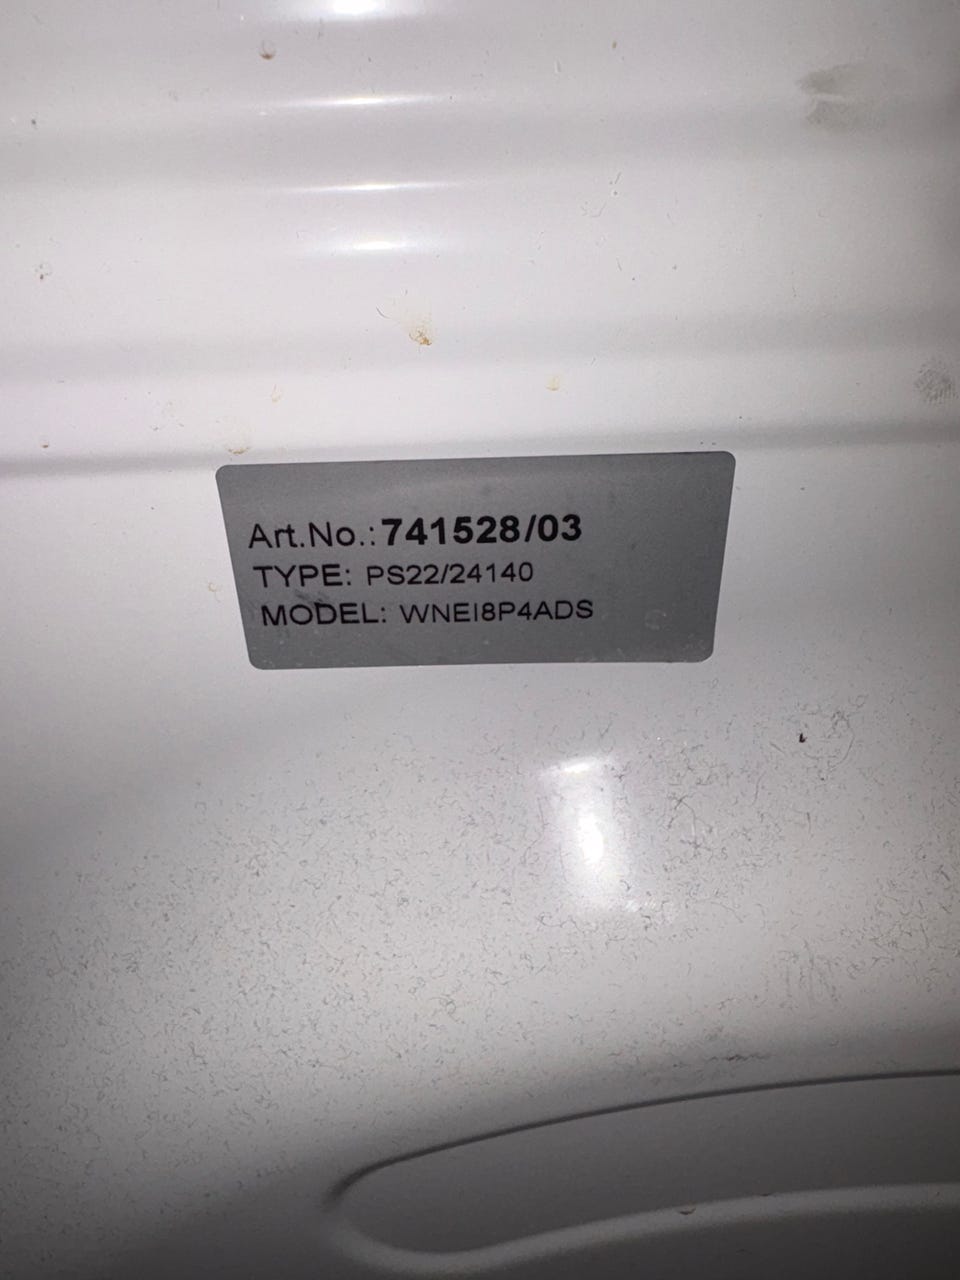 Art.No.:741528/03
TYPE: PS22/24140
MODEL: WNEI8P4ADS